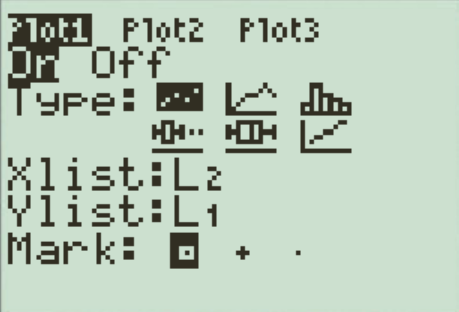 Plot1 Plot2 Plot3
On Off
Type:
Xlist:L2
Ylist:L1
Mark: + .